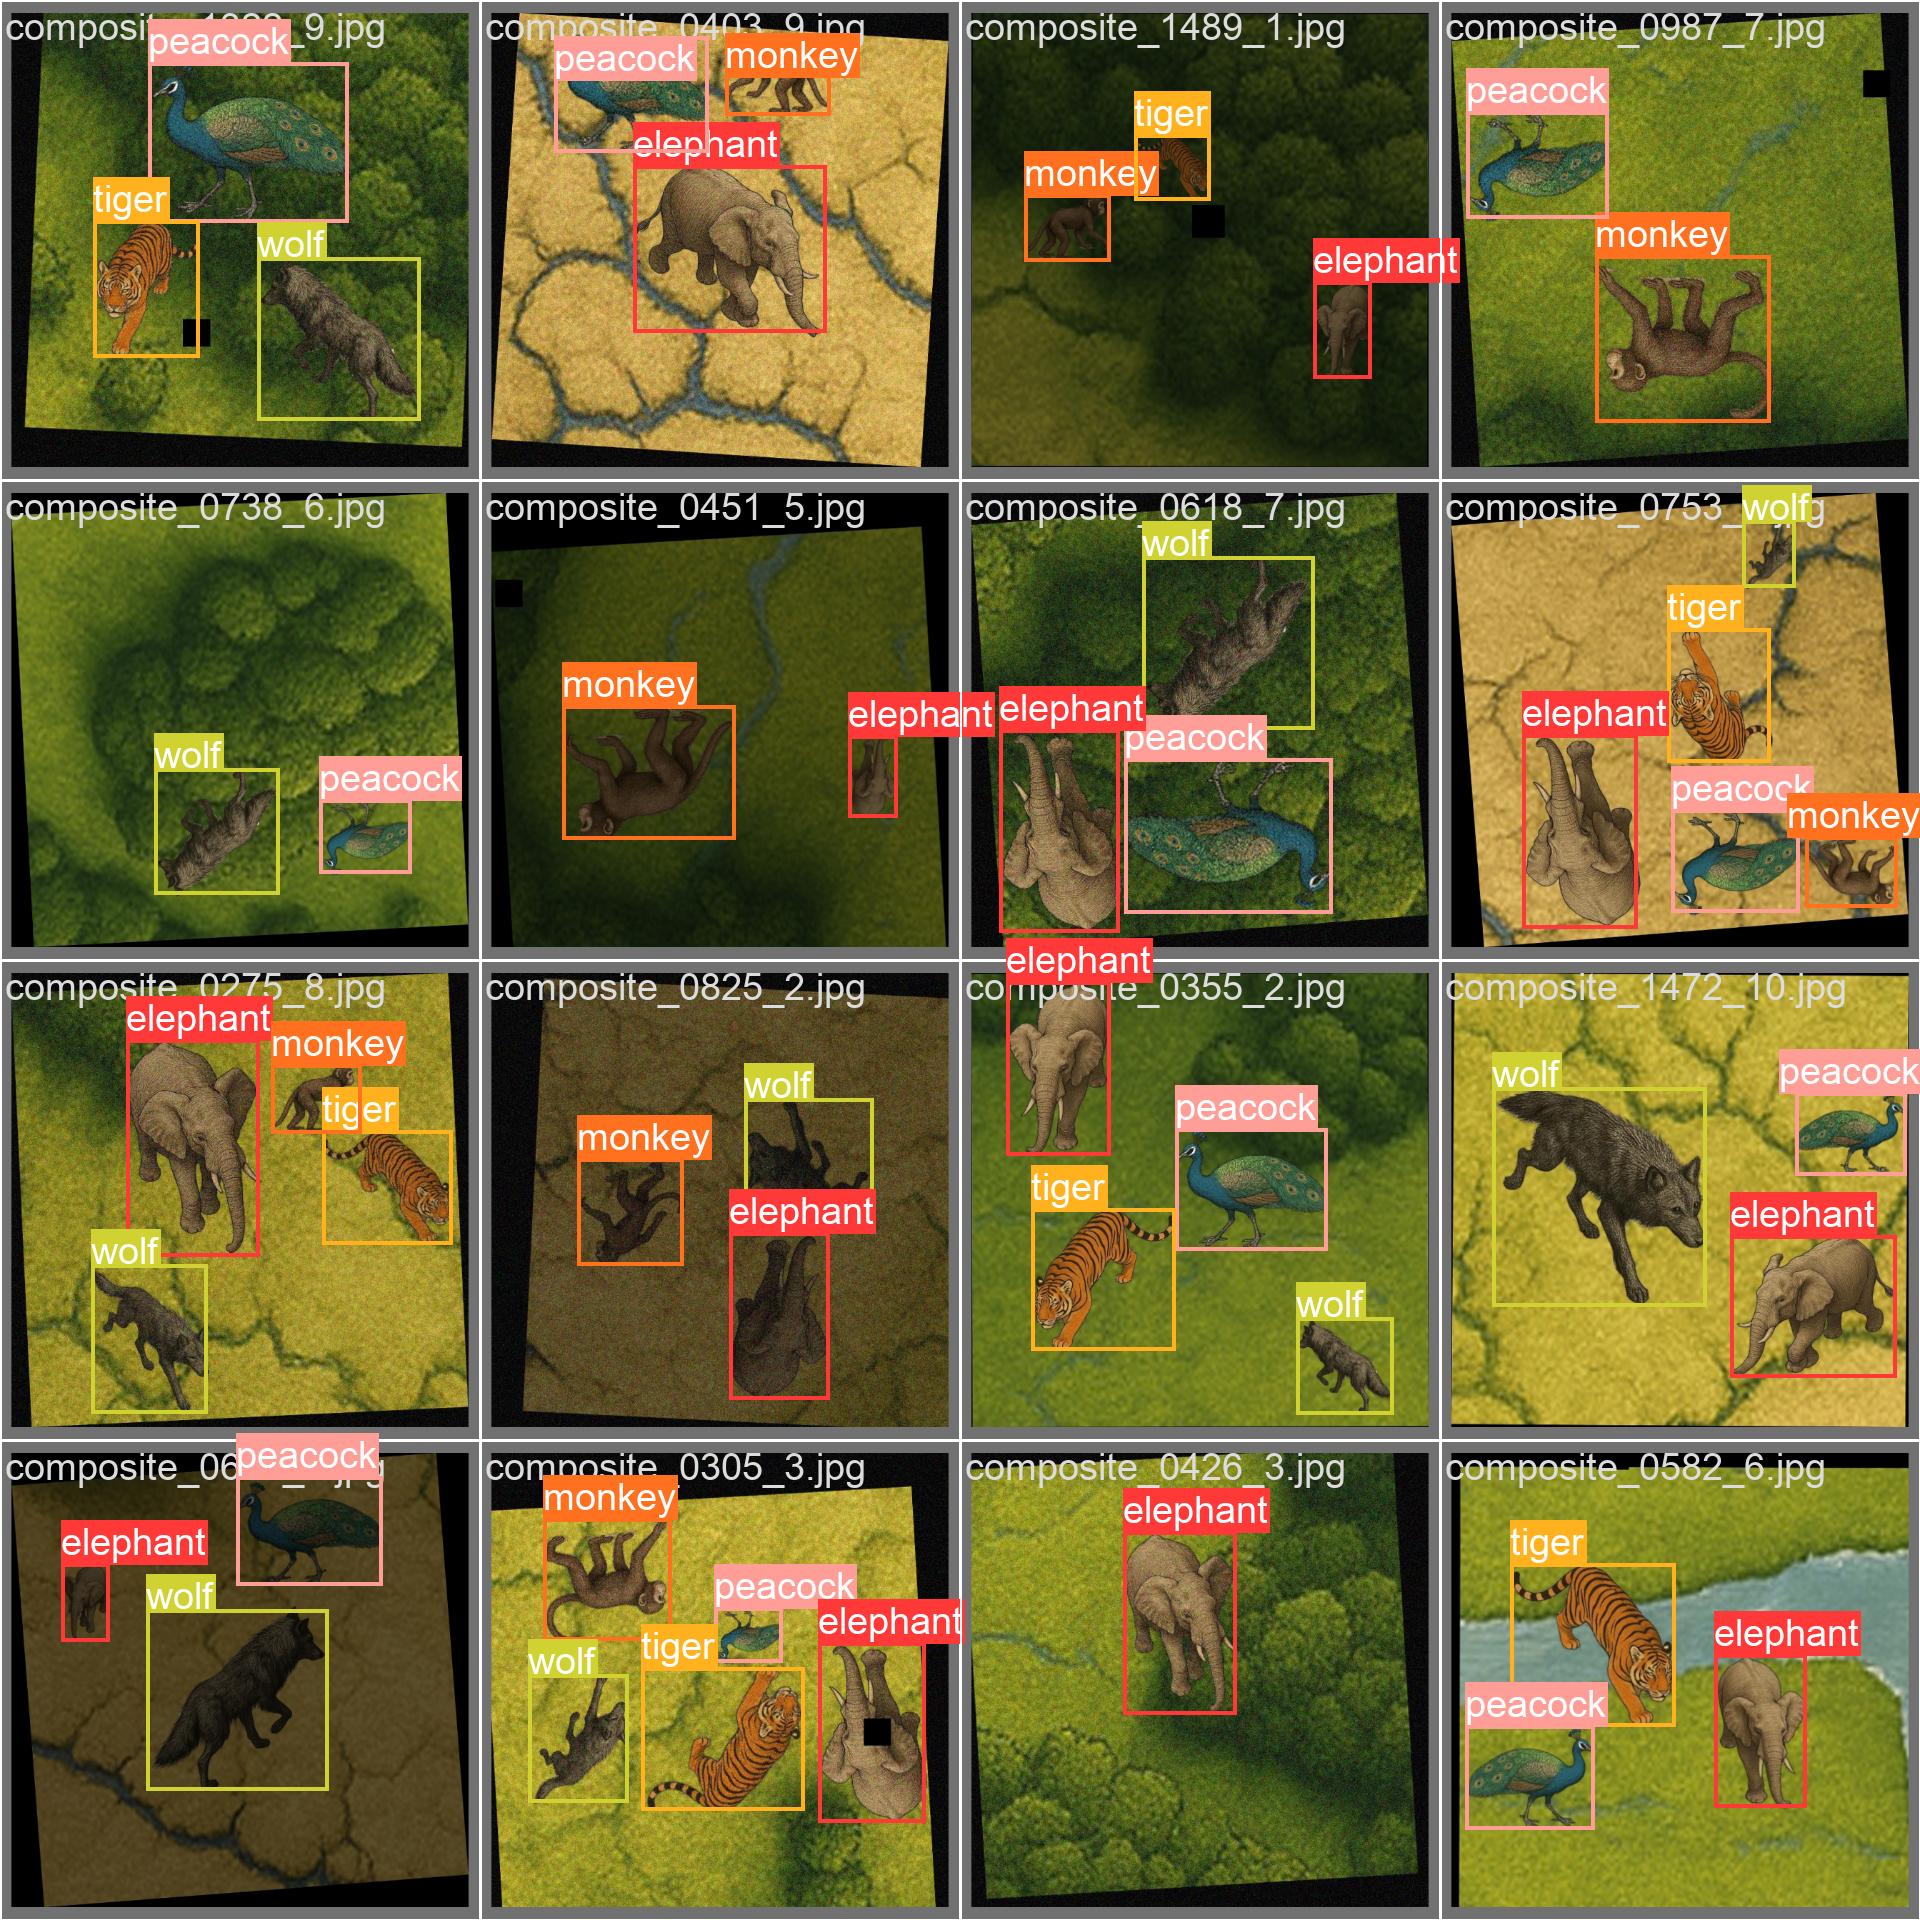 peacock
tiger
wolf
peacock
monkey
elephant
composite_1489_1.jpg
tiger
monkey
elephant
composite_0987_7.jpg
peacock
monkey
composite_0738_6.jpg
wolf
peacock
composite_0451_5.jpg
monkey
elephant
composite_0618_7.jpg
wolf
elephant
peacock
wolf
tiger
elephant
peacock
monkey
composite_0275_8.jpg
elephant
monkey
tiger
wolf
composite_0825_2.jpg
monkey
wolf
elephant
composite_0355_2.jpg
elephant
peacock
tiger
wolf
composite_1472_10.jpg
wolf
peacock
elephant
peacock
elephant
wolf
composite_0305_3.jpg
monkey
peacock
elephant
wolf
tiger
composite_0426_3.jpg
elephant
composite_0582_6.jpg
tiger
elephant
peacock